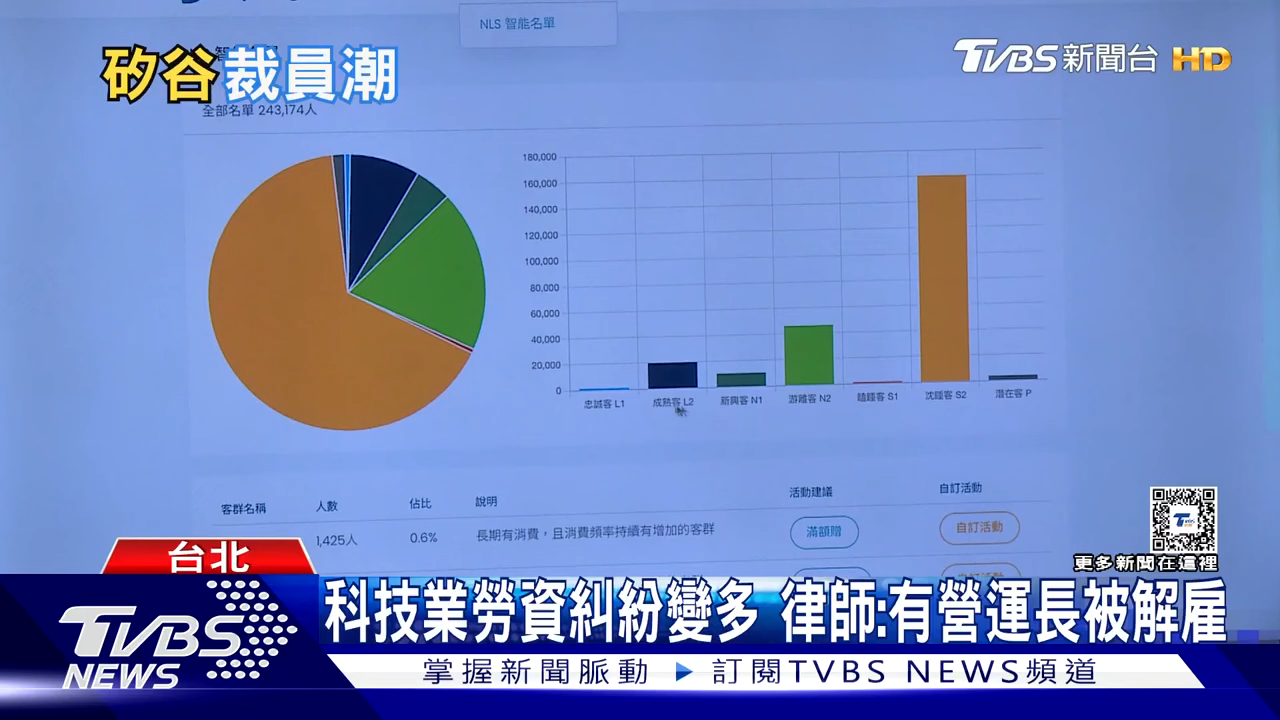 NLS 智能名單
矽谷裁員潮
TVBS新聞台 HD
全部名單 243,174人
180,000
160,000
140,000
120,000
100,000
80,000
60,000
40,000
20,000
0
忠誠客 L1
成熟客 L2
新興客 N1
游離客 N2
瞌睡客 S1
沈睡客 S2
潛在客 P
客群名稱 人數 佔比 說明 活動建議 自訂活動
1,425人 0.6% 長期有消費，且消費頻率持續有增加的客群 滿額贈 自訂活動
更多新聞在這裡
台北
科技業勞資糾紛變多 律師:有營運長被解雇
TVBS NEWS
掌握新聞脈動 ▶ 訂閱TVBS NEWS頻道